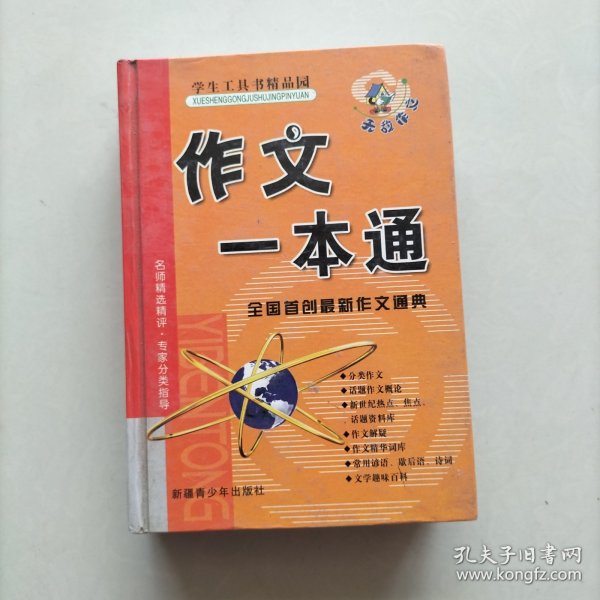 学生工具书精品园
XUESHENGGONGJUSHUJINGPINYUAN
无敌作文
作文
一本通
全国首创最新作文通典
名师精选精评·专家分类指导
YIBENTONG
◆分类作文
◆话题作文概论
◆新世纪热点、焦点、
话题资料库
◆作文解疑
◆作文精华词库
◆常用谚语、歇后语、诗词
◆文学趣味百科
新疆青少年出版社
孔夫子旧书网
www.kongfz.com